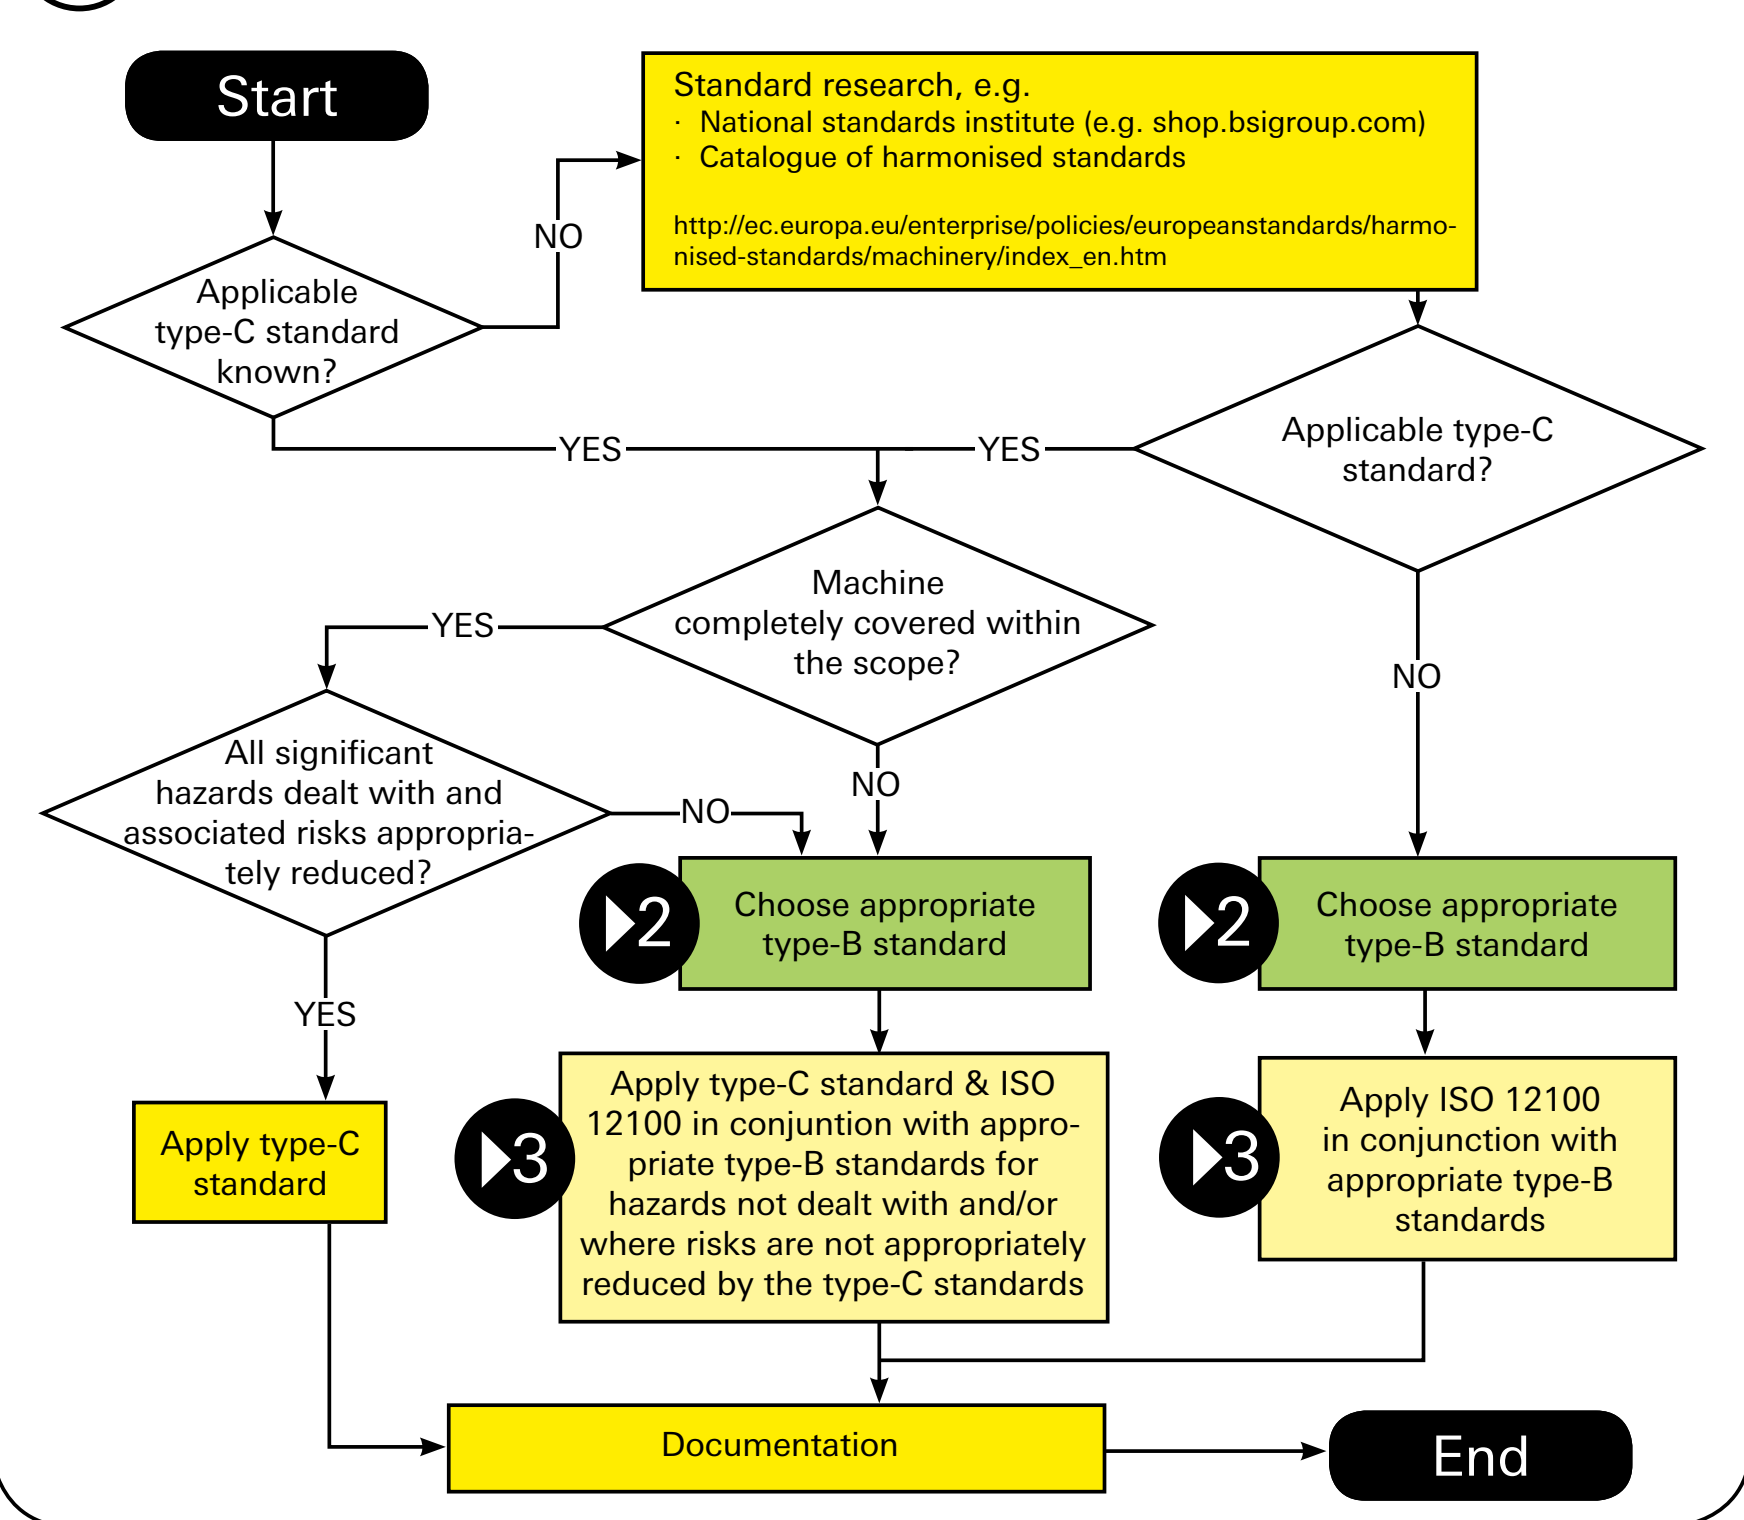 Start
Standard research, e.g.
· National standards institute (e.g. shop.bsigroup.com)
· Catalogue of harmonised standards
http://ec.europa.eu/enterprise/policies/europeanstandards/harmo-
nised-standards/machinery/index_en.htm
NO
Applicable
type-C standard
known?
YES
YES
Applicable type-C
standard?
Machine
completely covered within
the scope?
YES
NO
NO
All significant
hazards dealt with and
associated risks appropria-
tely reduced?
NO
2
Choose appropriate
type-B standard
2
Choose appropriate
type-B standard
YES
Apply type-C
standard
3
Apply type-C standard & ISO
12100 in conjuntion with appro-
priate type-B standards for
hazards not dealt with and/or
where risks are not appropriately
reduced by the type-C standards
3
Apply ISO 12100
in conjunction with
appropriate type-B
standards
Documentation
End